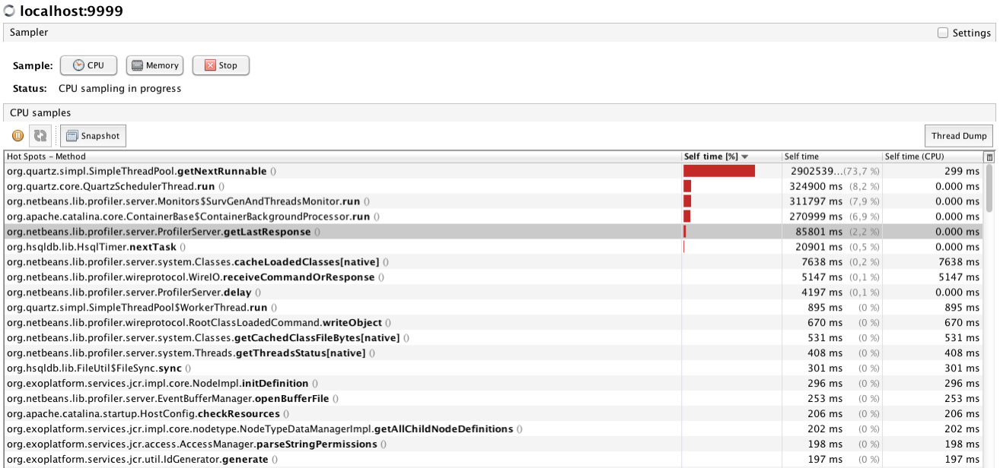 localhost:9999
Sampler Settings
Sample: CPU Memory Stop
Status: CPU sampling in progress
CPU samples
Snapshot Thread Dump
Hot Spots – Method Self time [%] Self time Self time (CPU)
org.quartz.simpl.SimpleThreadPool.getNextRunnable () 2902539...(73,7 %) 299 ms
org.quartz.core.QuartzSchedulerThread.run () 324900 ms (8,2 %) 0.000 ms
org.netbeans.lib.profiler.server.Monitors$SurvGenAndThreadsMonitor.run () 311797 ms (7,9 %) 0.000 ms
org.apache.catalina.core.ContainerBase$ContainerBackgroundProcessor.run () 270999 ms (6,9 %) 0.000 ms
org.netbeans.lib.profiler.server.ProfilerServer.getLastResponse () 85801 ms (2,2 %) 0.000 ms
org.hsqldb.lib.HsqlTimer.nextTask () 20901 ms (0,5 %) 0.000 ms
org.netbeans.lib.profiler.server.system.Classes.cacheLoadedClasses[native] () 7638 ms (0,2 %) 7638 ms
org.netbeans.lib.profiler.wireprotocol.WireIO.receiveCommandOrResponse () 5147 ms (0,1 %) 5147 ms
org.netbeans.lib.profiler.server.ProfilerServer.delay () 4197 ms (0,1 %) 0.000 ms
org.quartz.simpl.SimpleThreadPool$WorkerThread.run () 895 ms (0 %) 895 ms
org.netbeans.lib.profiler.wireprotocol.RootClassLoadedCommand.writeObject () 670 ms (0 %) 670 ms
org.netbeans.lib.profiler.server.system.Classes.getCachedClassFileBytes[native] () 531 ms (0 %) 531 ms
org.netbeans.lib.profiler.server.system.Threads.getThreadsStatus[native] () 408 ms (0 %) 408 ms
org.hsqldb.lib.FileUtil$FileSync.sync () 301 ms (0 %) 301 ms
org.exoplatform.services.jcr.impl.core.NodeImpl.initDefinition () 296 ms (0 %) 296 ms
org.netbeans.lib.profiler.server.EventBufferManager.openBufferFile () 253 ms (0 %) 253 ms
org.apache.catalina.startup.HostConfig.checkResources () 206 ms (0 %) 206 ms
org.exoplatform.services.jcr.impl.core.nodetype.NodeTypeDataManagerImpl.getAllChildNodeDefinitions () 202 ms (0 %) 202 ms
org.exoplatform.services.jcr.access.AccessManager.parseStringPermissions () 198 ms (0 %) 198 ms
org.exoplatform.services.jcr.util.IdGenerator.generate () 197 ms (0 %) 197 ms